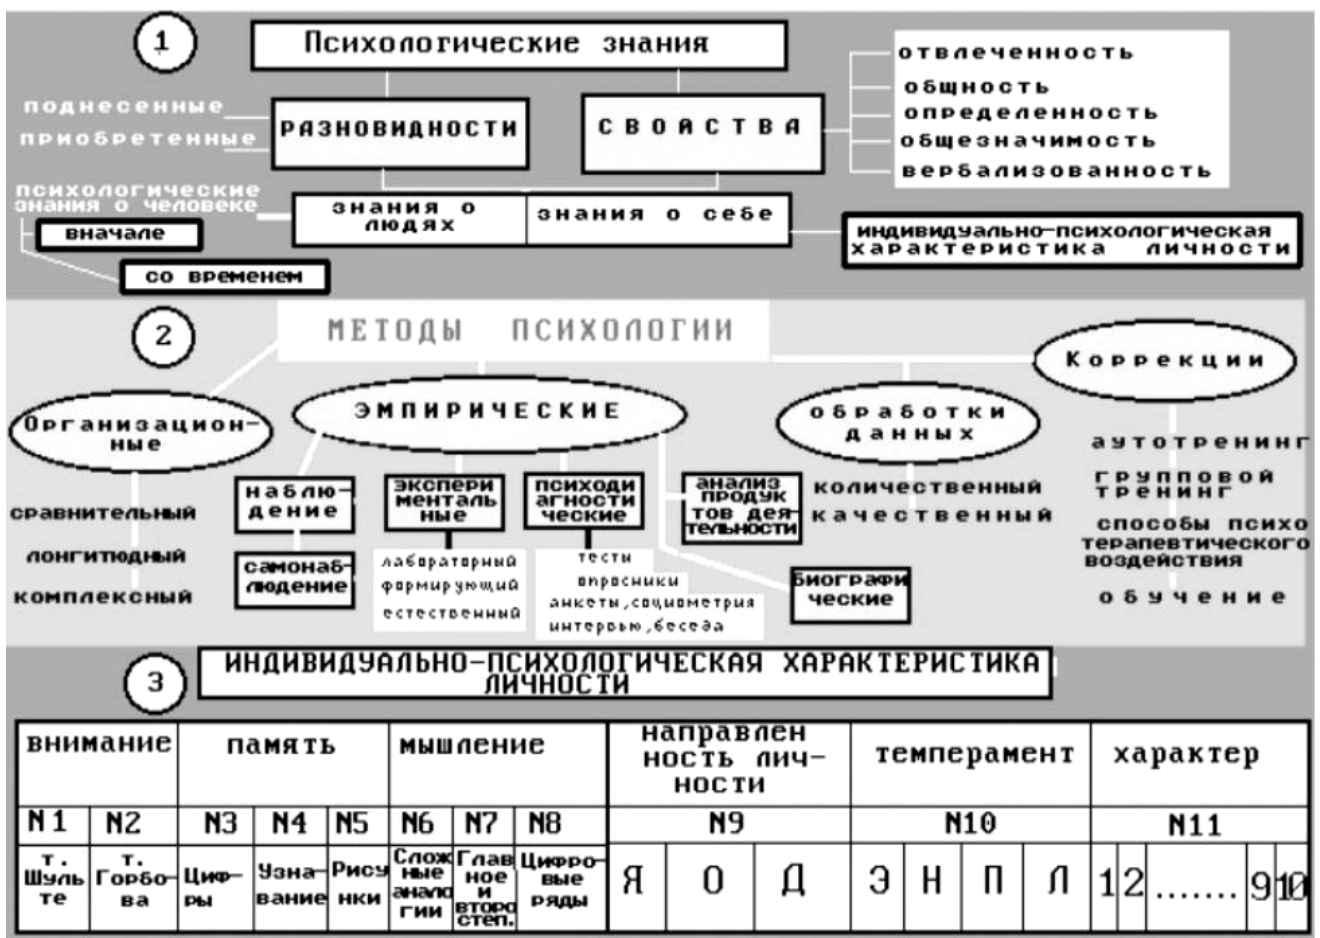 1
Психологические знания
поднесенные
приобретенные
РАЗНОВИДНОСТИ
СВОЙСТВА
отвлеченность
общность
определенность
общезначимость
вербализованность
психологические
знания о человеке
вначале
со временем
знания о
людях
знания о себе
индивидуально-психологическая
характеристика личности
2
МЕТОДЫ ПСИХОЛОГИИ
Организацион-
ные
сравнительный
лонгитюдный
комплексный
ЭМПИРИЧЕСКИЕ
наблю-
дение
самонаб-
людение
экспери
менталь
ные
лабораторный
формирующий
естественный
психоди
агности
ческие
тесты
опросники
анкеты,социометрия
интервью,беседа
анализ
продук
тов дея-
тельности
биографи
ческие
обработки
данных
количественный
качественный
Коррекции
аутотренинг
групповой
тренинг
способы психо
терапевтического
воздействия
обучение
3
ИНДИВИДУАЛЬНО-ПСИХОЛОГИЧЕСКАЯ ХАРАКТЕРИСТИКА
ЛИЧНОСТИ
внимание
память
мышление
направлен
ность лич-
ности
темперамент
характер
N1 N2 N3 N4 N5 N6 N7 N8 N9 N10 N11
т.
Шуль
те
т.
Горбо-
ва
Циф-
ры
Узна-
вание
Рису
нки
Слож
ные
анало
гии
Глав
ное
и
второ
степ.
Цифро-
вые
ряды
Я О Д Э Н П Л 1 2 ....... 9 10